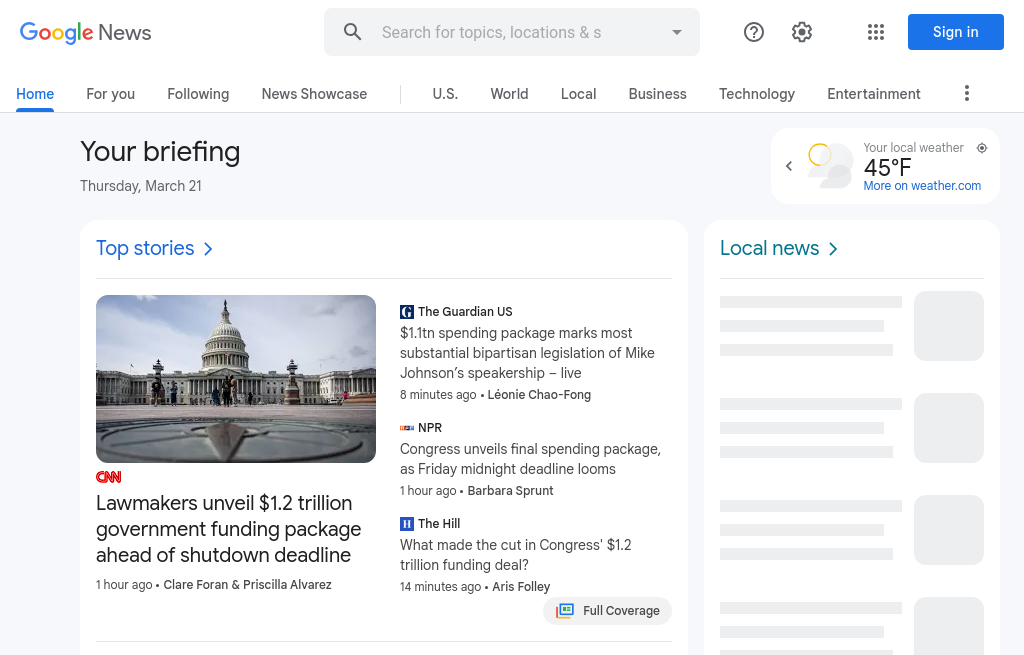 Google News
Search for topics, locations & s
Sign in
Home
For you
Following
News Showcase
U.S.
World
Local
Business
Technology
Entertainment
Your briefing
Thursday, March 21
Your local weather
45°F
More on weather.com
Top stories
CNN
Lawmakers unveil $1.2 trillion
government funding package
ahead of shutdown deadline
1 hour ago • Clare Foran & Priscilla Alvarez
The Guardian US
$1.1tn spending package marks most
substantial bipartisan legislation of Mike
Johnson’s speakership – live
8 minutes ago • Léonie Chao-Fong
NPR
Congress unveils final spending package,
as Friday midnight deadline looms
1 hour ago • Barbara Sprunt
H The Hill
What made the cut in Congress' $1.2
trillion funding deal?
14 minutes ago • Aris Folley
Full Coverage
Local news